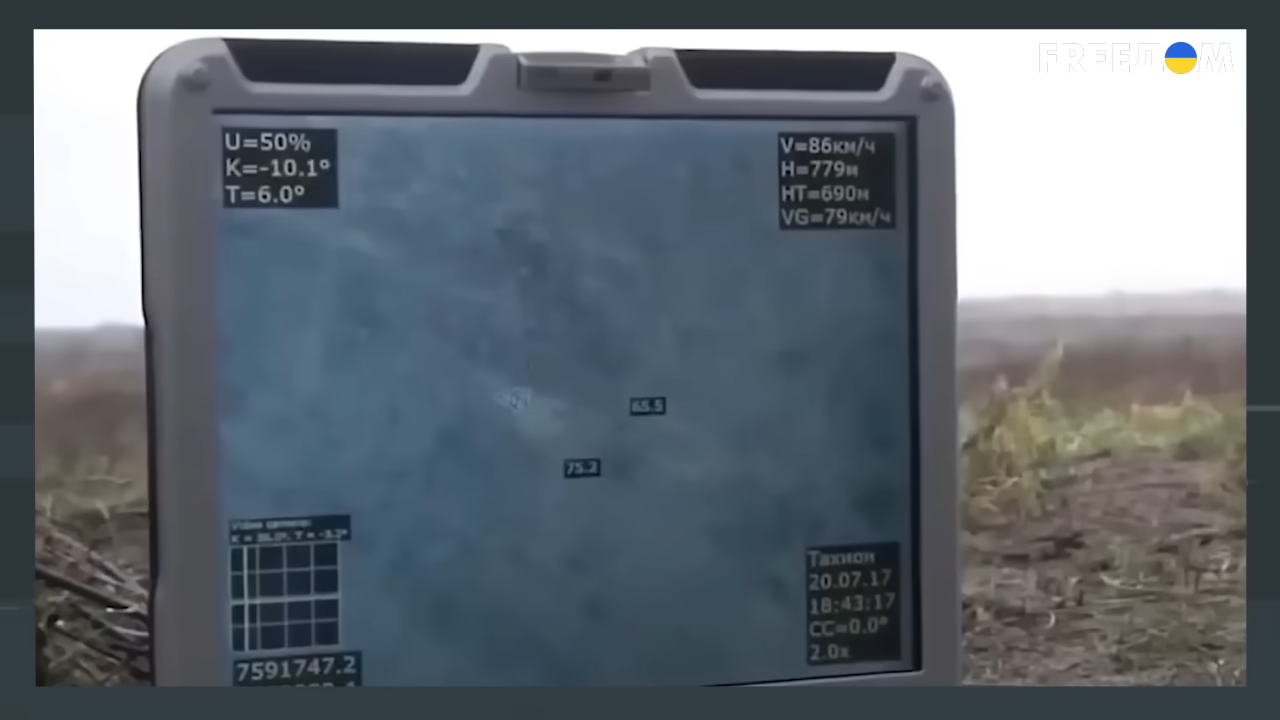 FREEДOM
U=50%
K=-10.1°
T=6.0°
V=86км/ч
H=779м
HT=690м
VG=79км/ч
65.5
75.2
Тахион
20.07.17
18:43:17
CC=0.0°
2.0x
7591747.2